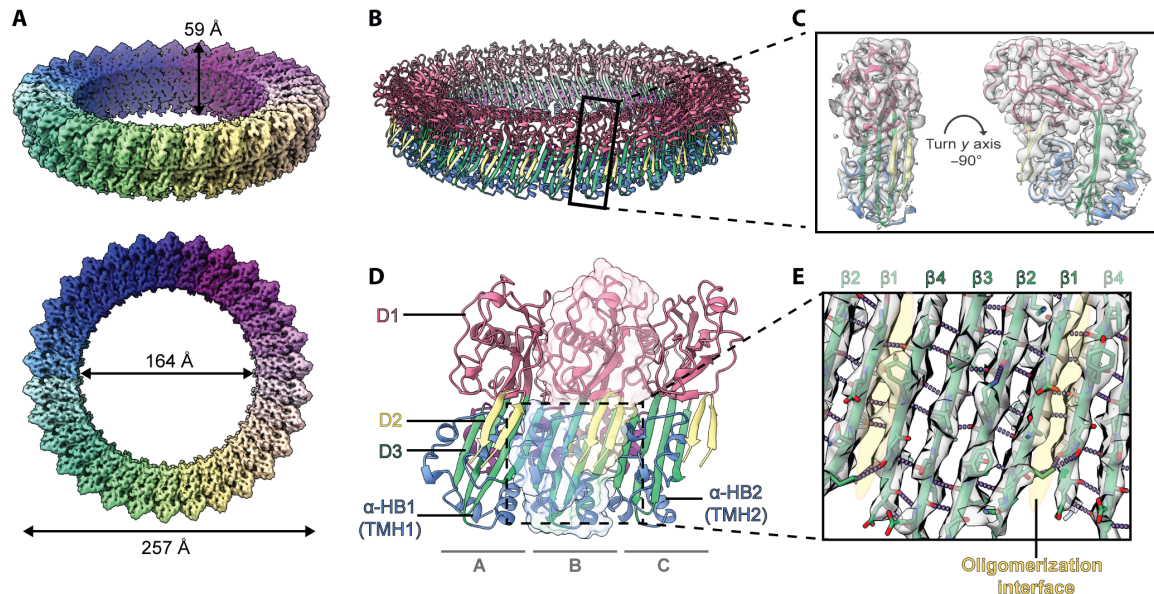 A
59 Å
164 Å
257 Å
B
C
Turn y axis
–90°
D
D1
D2
D3
α-HB1
(TMH1)
α-HB2
(TMH2)
A B C
E
β2 β1 β4 β3 β2 β1 β4
Oligomerization
interface